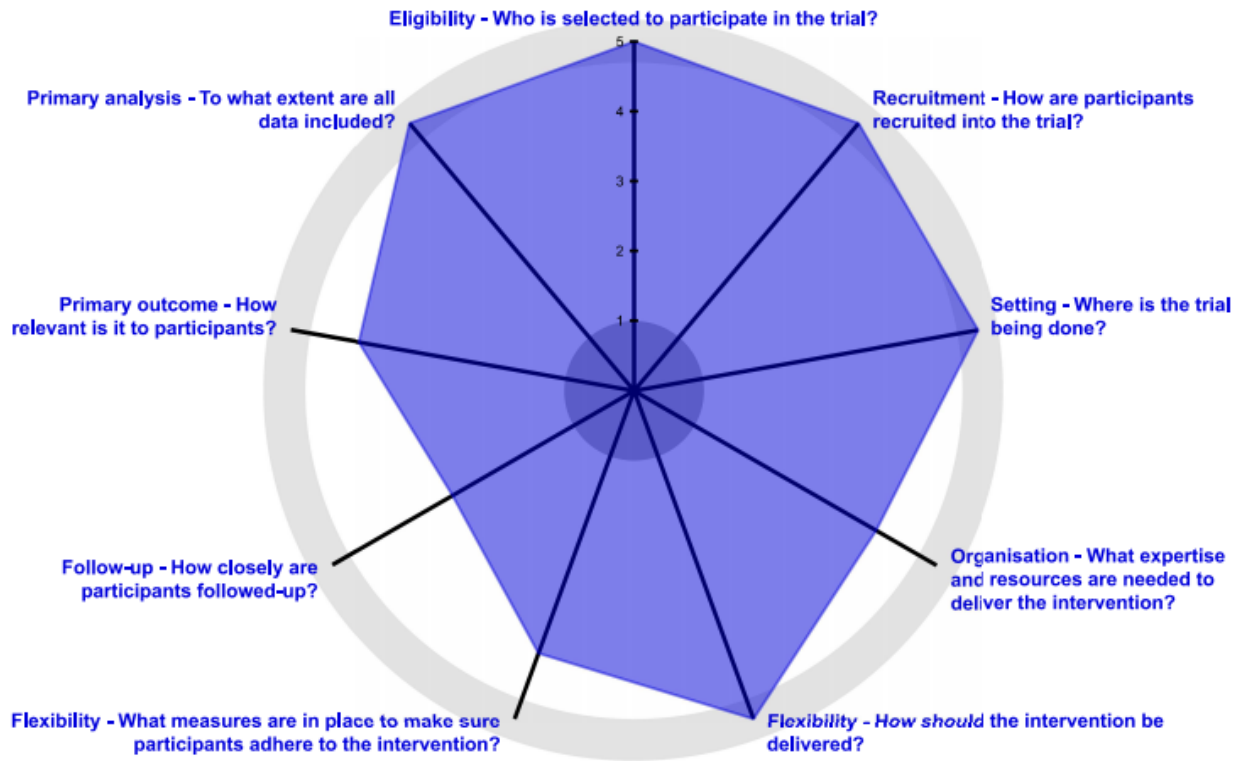 Eligibility - Who is selected to participate in the trial?
5
4
3
2
1
Recruitment - How are participants
recruited into the trial?
Setting - Where is the trial
being done?
Organisation - What expertise
and resources are needed to
deliver the intervention?
Flexibility - How should the intervention be
delivered?
Flexibility - What measures are in place to make sure
participants adhere to the intervention?
Follow-up - How closely are
participants followed-up?
Primary outcome - How
relevant is it to participants?
Primary analysis - To what extent are all
data included?